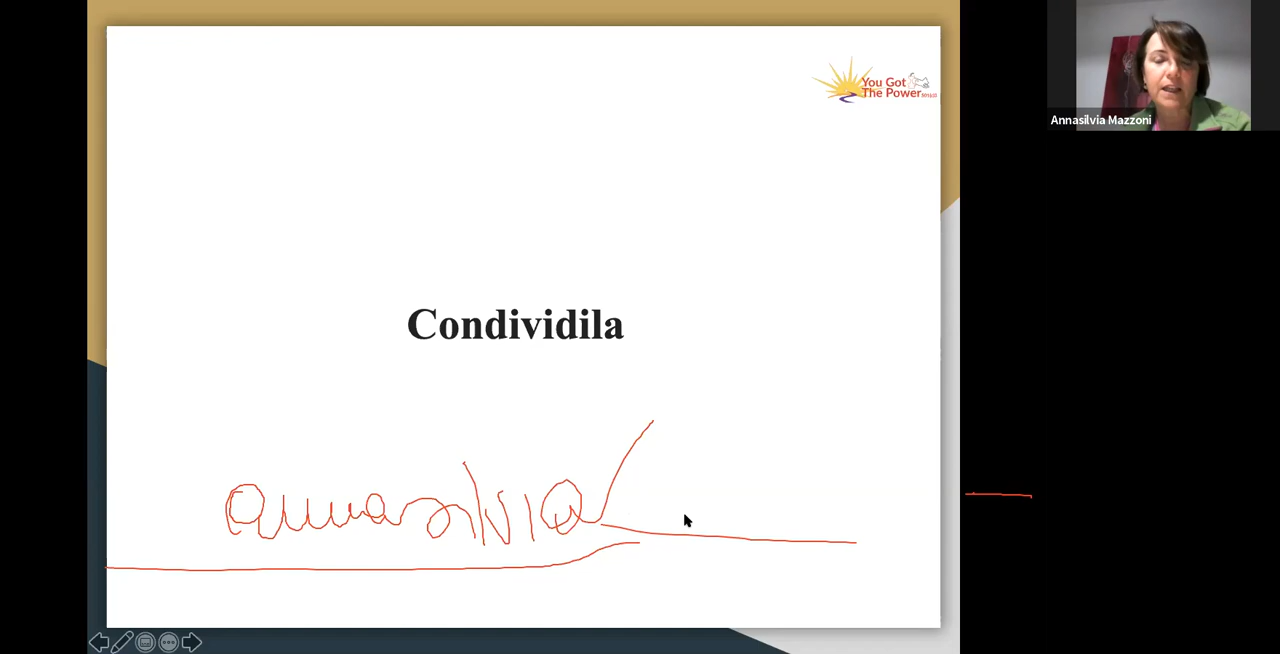 You Got
The Power
Annasilvia Mazzoni
Condividila
annasilvia